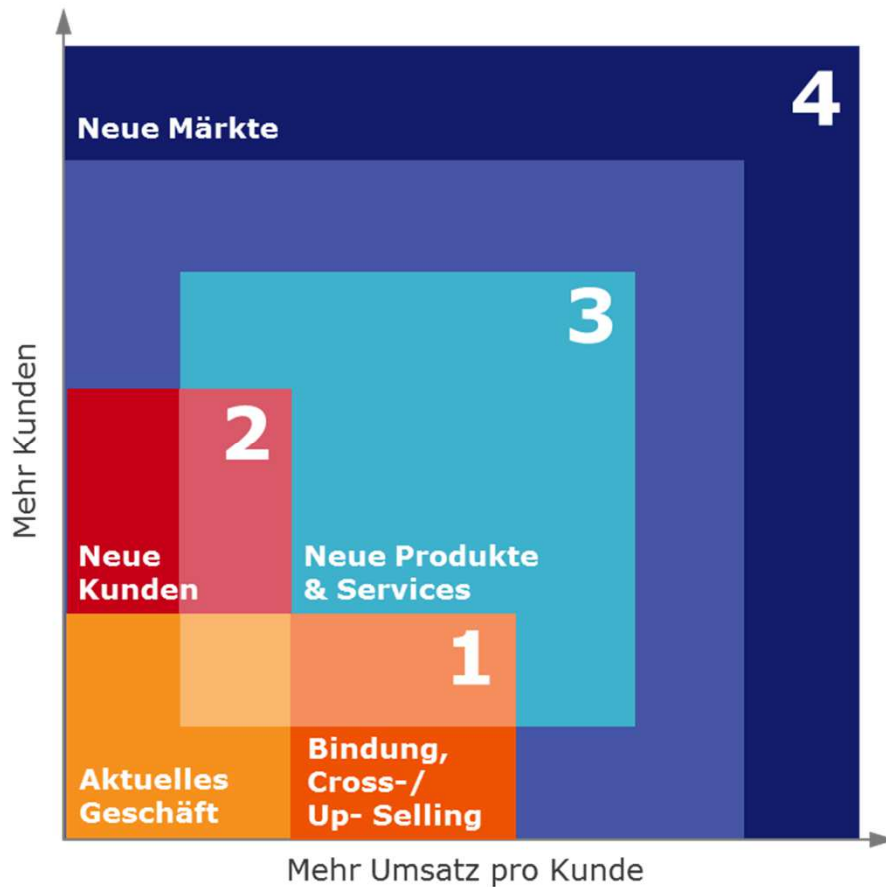 4
Neue Märkte
3
2
Neue
Kunden
Neue Produkte
& Services
1
Bindung,
Cross-/
Up- Selling
Aktuelles
Geschäft
Mehr Kunden
Mehr Umsatz pro Kunde